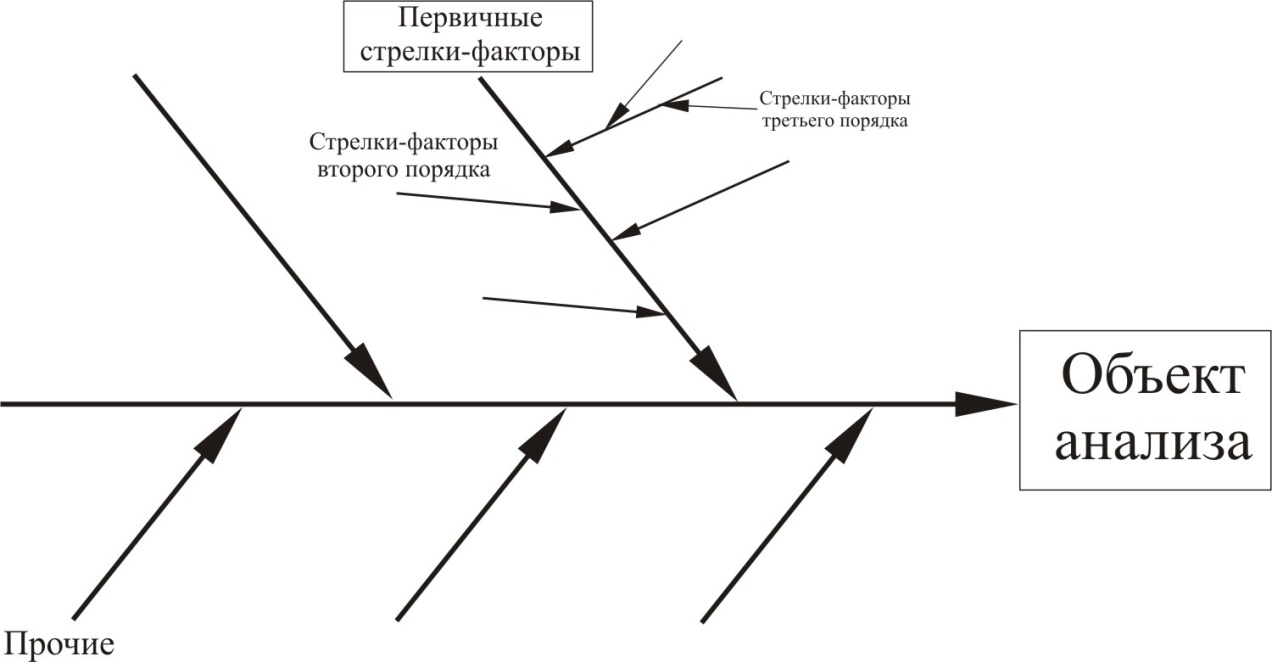 Первичные
стрелки-факторы
Стрелки-факторы
третьего порядка
Стрелки-факторы
второго порядка
Объект
анализа
Прочие